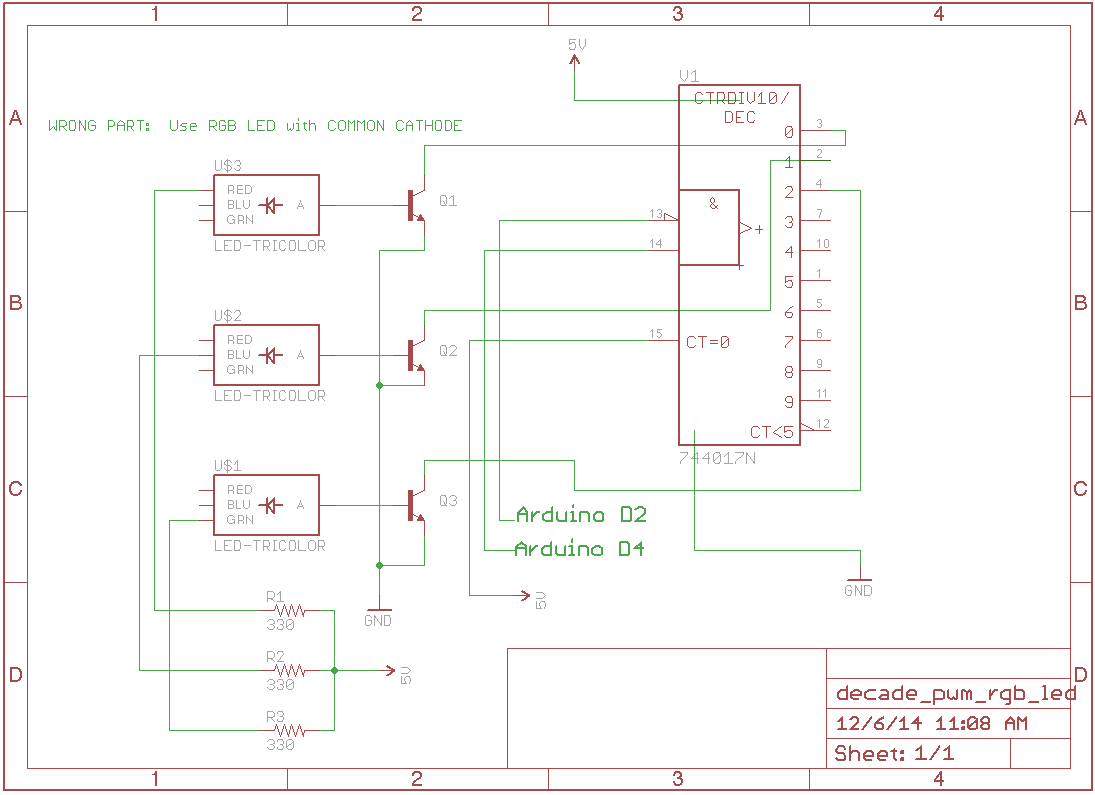 1 2 3 4
5V
V1
A CTRDIV10/ A
DEC
WRONG PART: Use RGB LED with COMMON CATHODE
0 3
1 2
U$3
RED
BLU A
GRN
LED-TRICOLOR
Q1
2 4
&
13
3 7
+
14
4 10
5 1
B B
6 5
U$2
RED
BLU A
GRN
LED-TRICOLOR
Q2
15
CT=0
7 6
8 9
9 11
CT<5 12
744017N
U$1
RED
BLU A
GRN
LED-TRICOLOR
Q3
C C
Arduino D2
Arduino D4
5V
GND
GND
R1
330
R2
330
R3
330
5V
D D
decade_pwm_rgb_led
12/6/14 11:08 AM
Sheet: 1/1
1 2 3 4